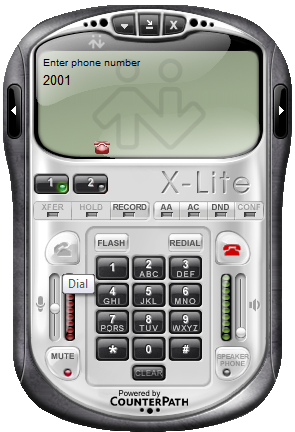 Enter phone number
2001
1 2 X-Lite
XFER HOLD RECORD AA AC DND CONF
FLASH REDIAL
1 2 ABC 3 DEF
Dial
4 GHI 5 JKL 6 MNO
7 PQRS 8 TUV 9 WXYZ
MUTE * 0 # SPEAKER PHONE
CLEAR
Powered by
COUNTERPATH